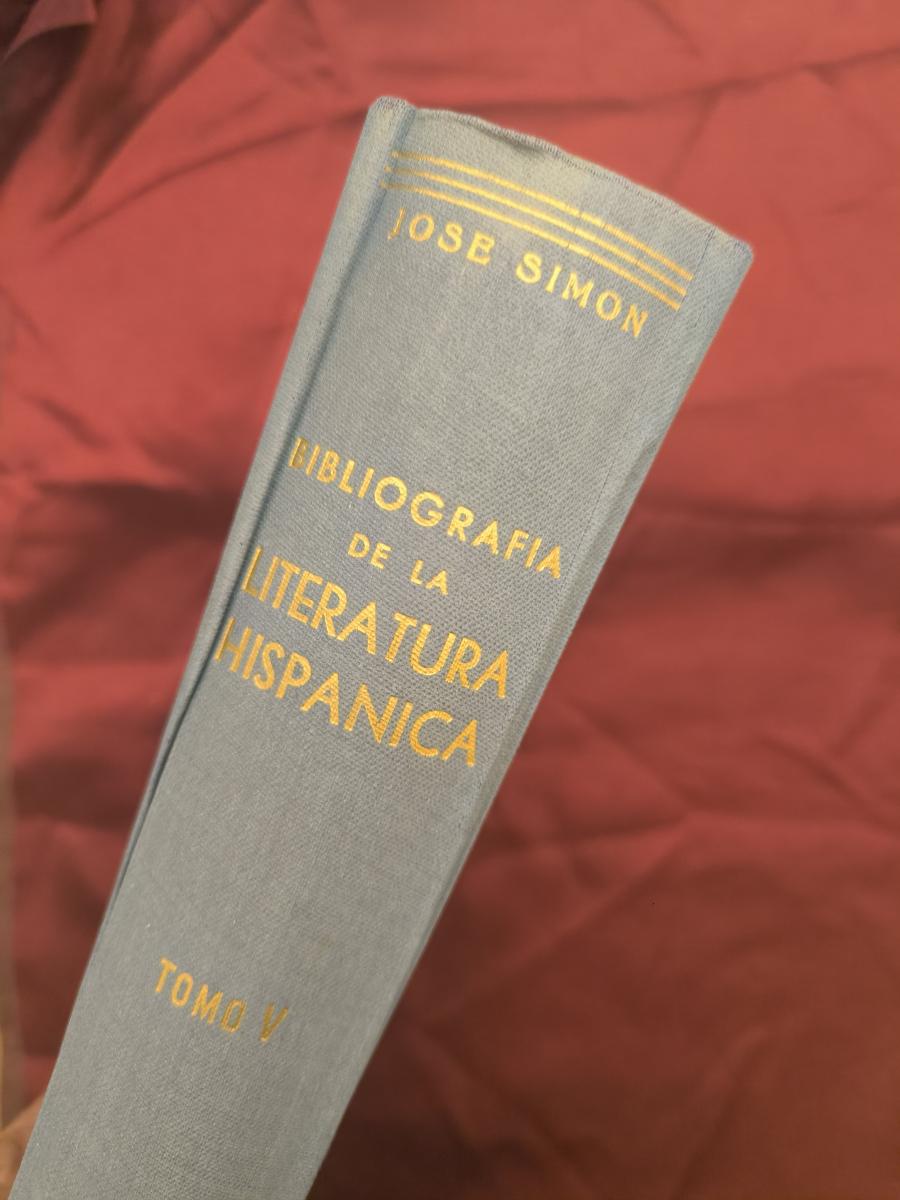 JOSE SIMON
BIBLIOGRAFIA
DE LA
LITERATURA
HISPANICA
TOMO V